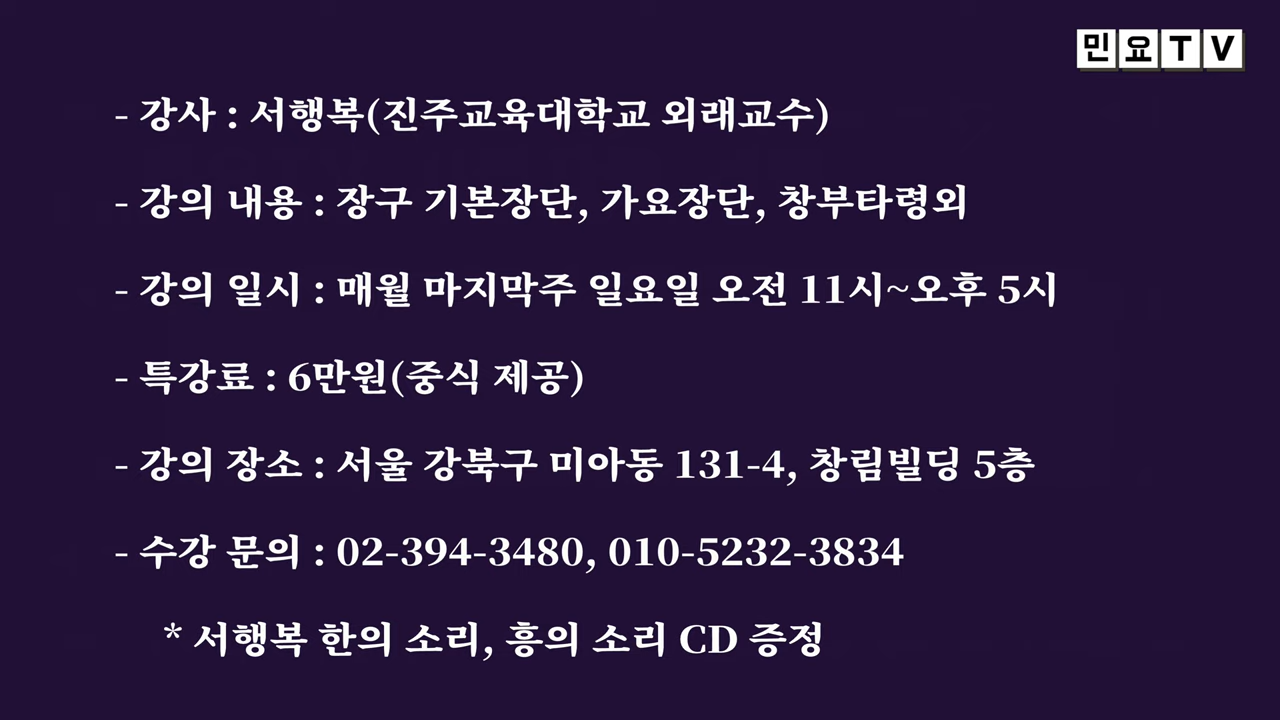 민요TV
- 강사 : 서행복(진주교육대학교 외래교수)
- 강의 내용 : 장구 기본장단, 가요장단, 창부타령외
- 강의 일시 : 매월 마지막주 일요일 오전 11시~오후 5시
- 특강료 : 6만원(중식 제공)
- 강의 장소 : 서울 강북구 미아동 131-4, 창림빌딩 5층
- 수강 문의 : 02-394-3480, 010-5232-3834
* 서행복 한의 소리, 흥의 소리 CD 증정